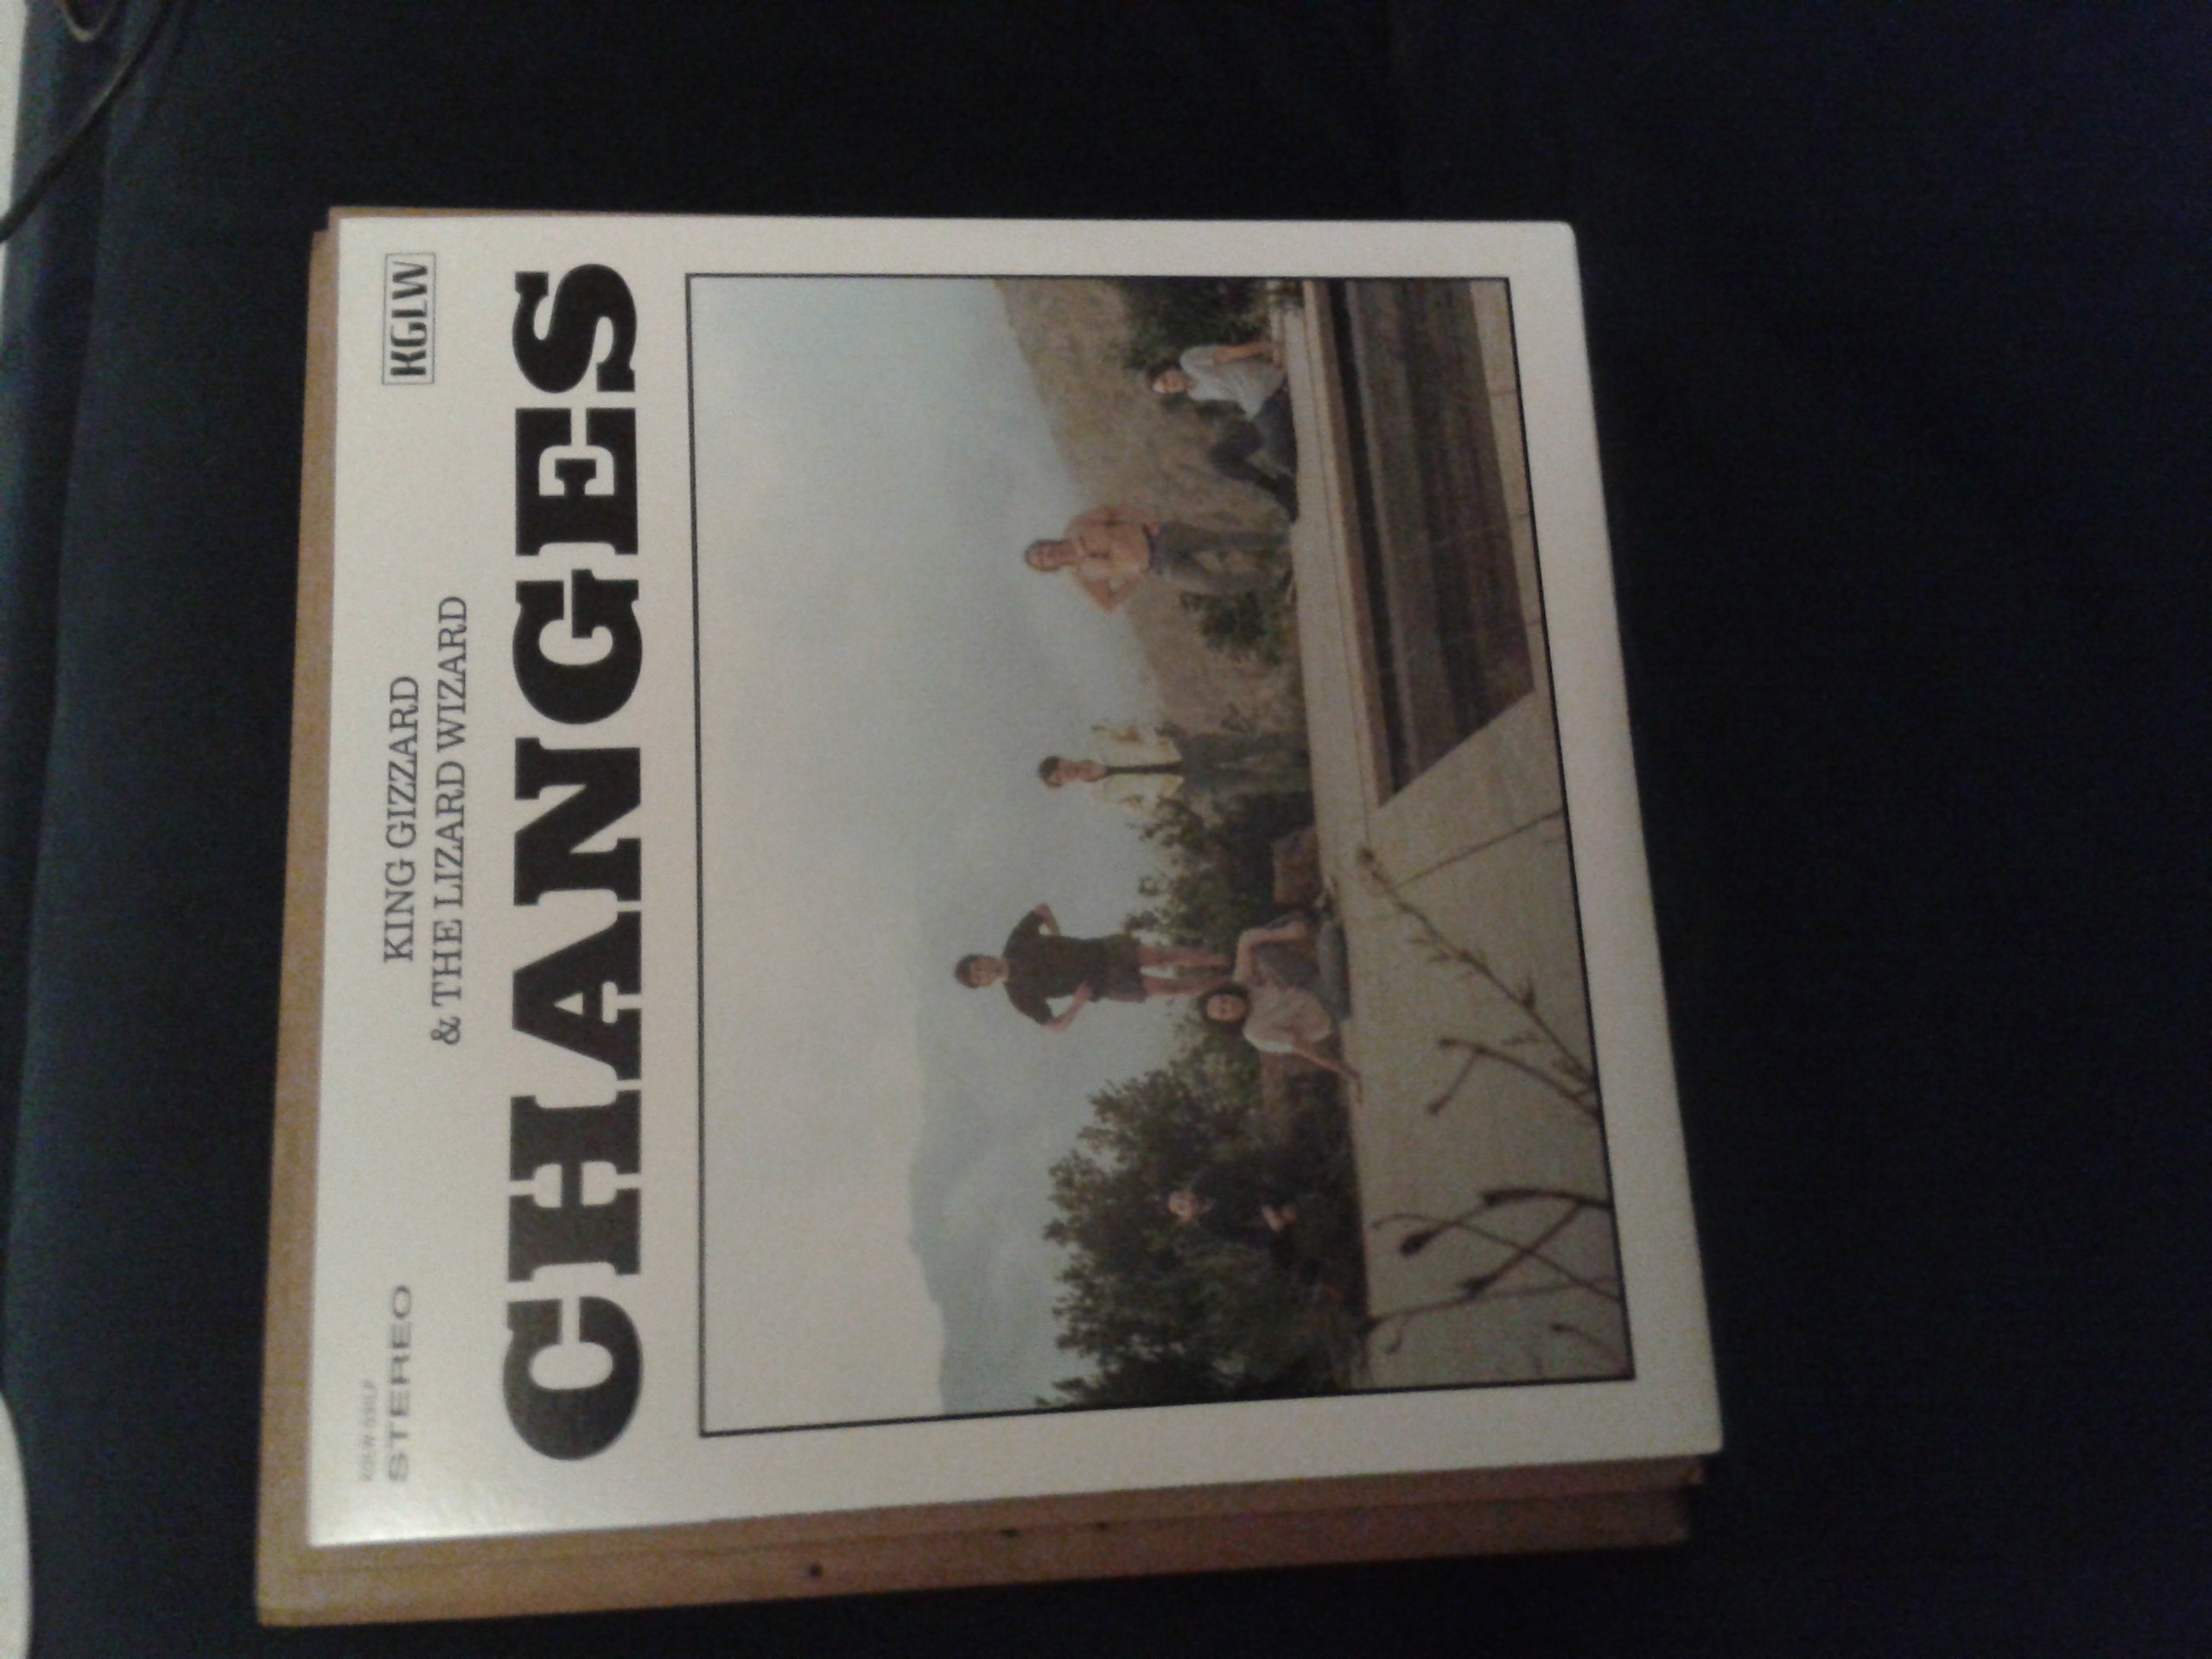 STEREO
KING GIZZARD
& THE LIZARD WIZARD
KGLW
CHANGES